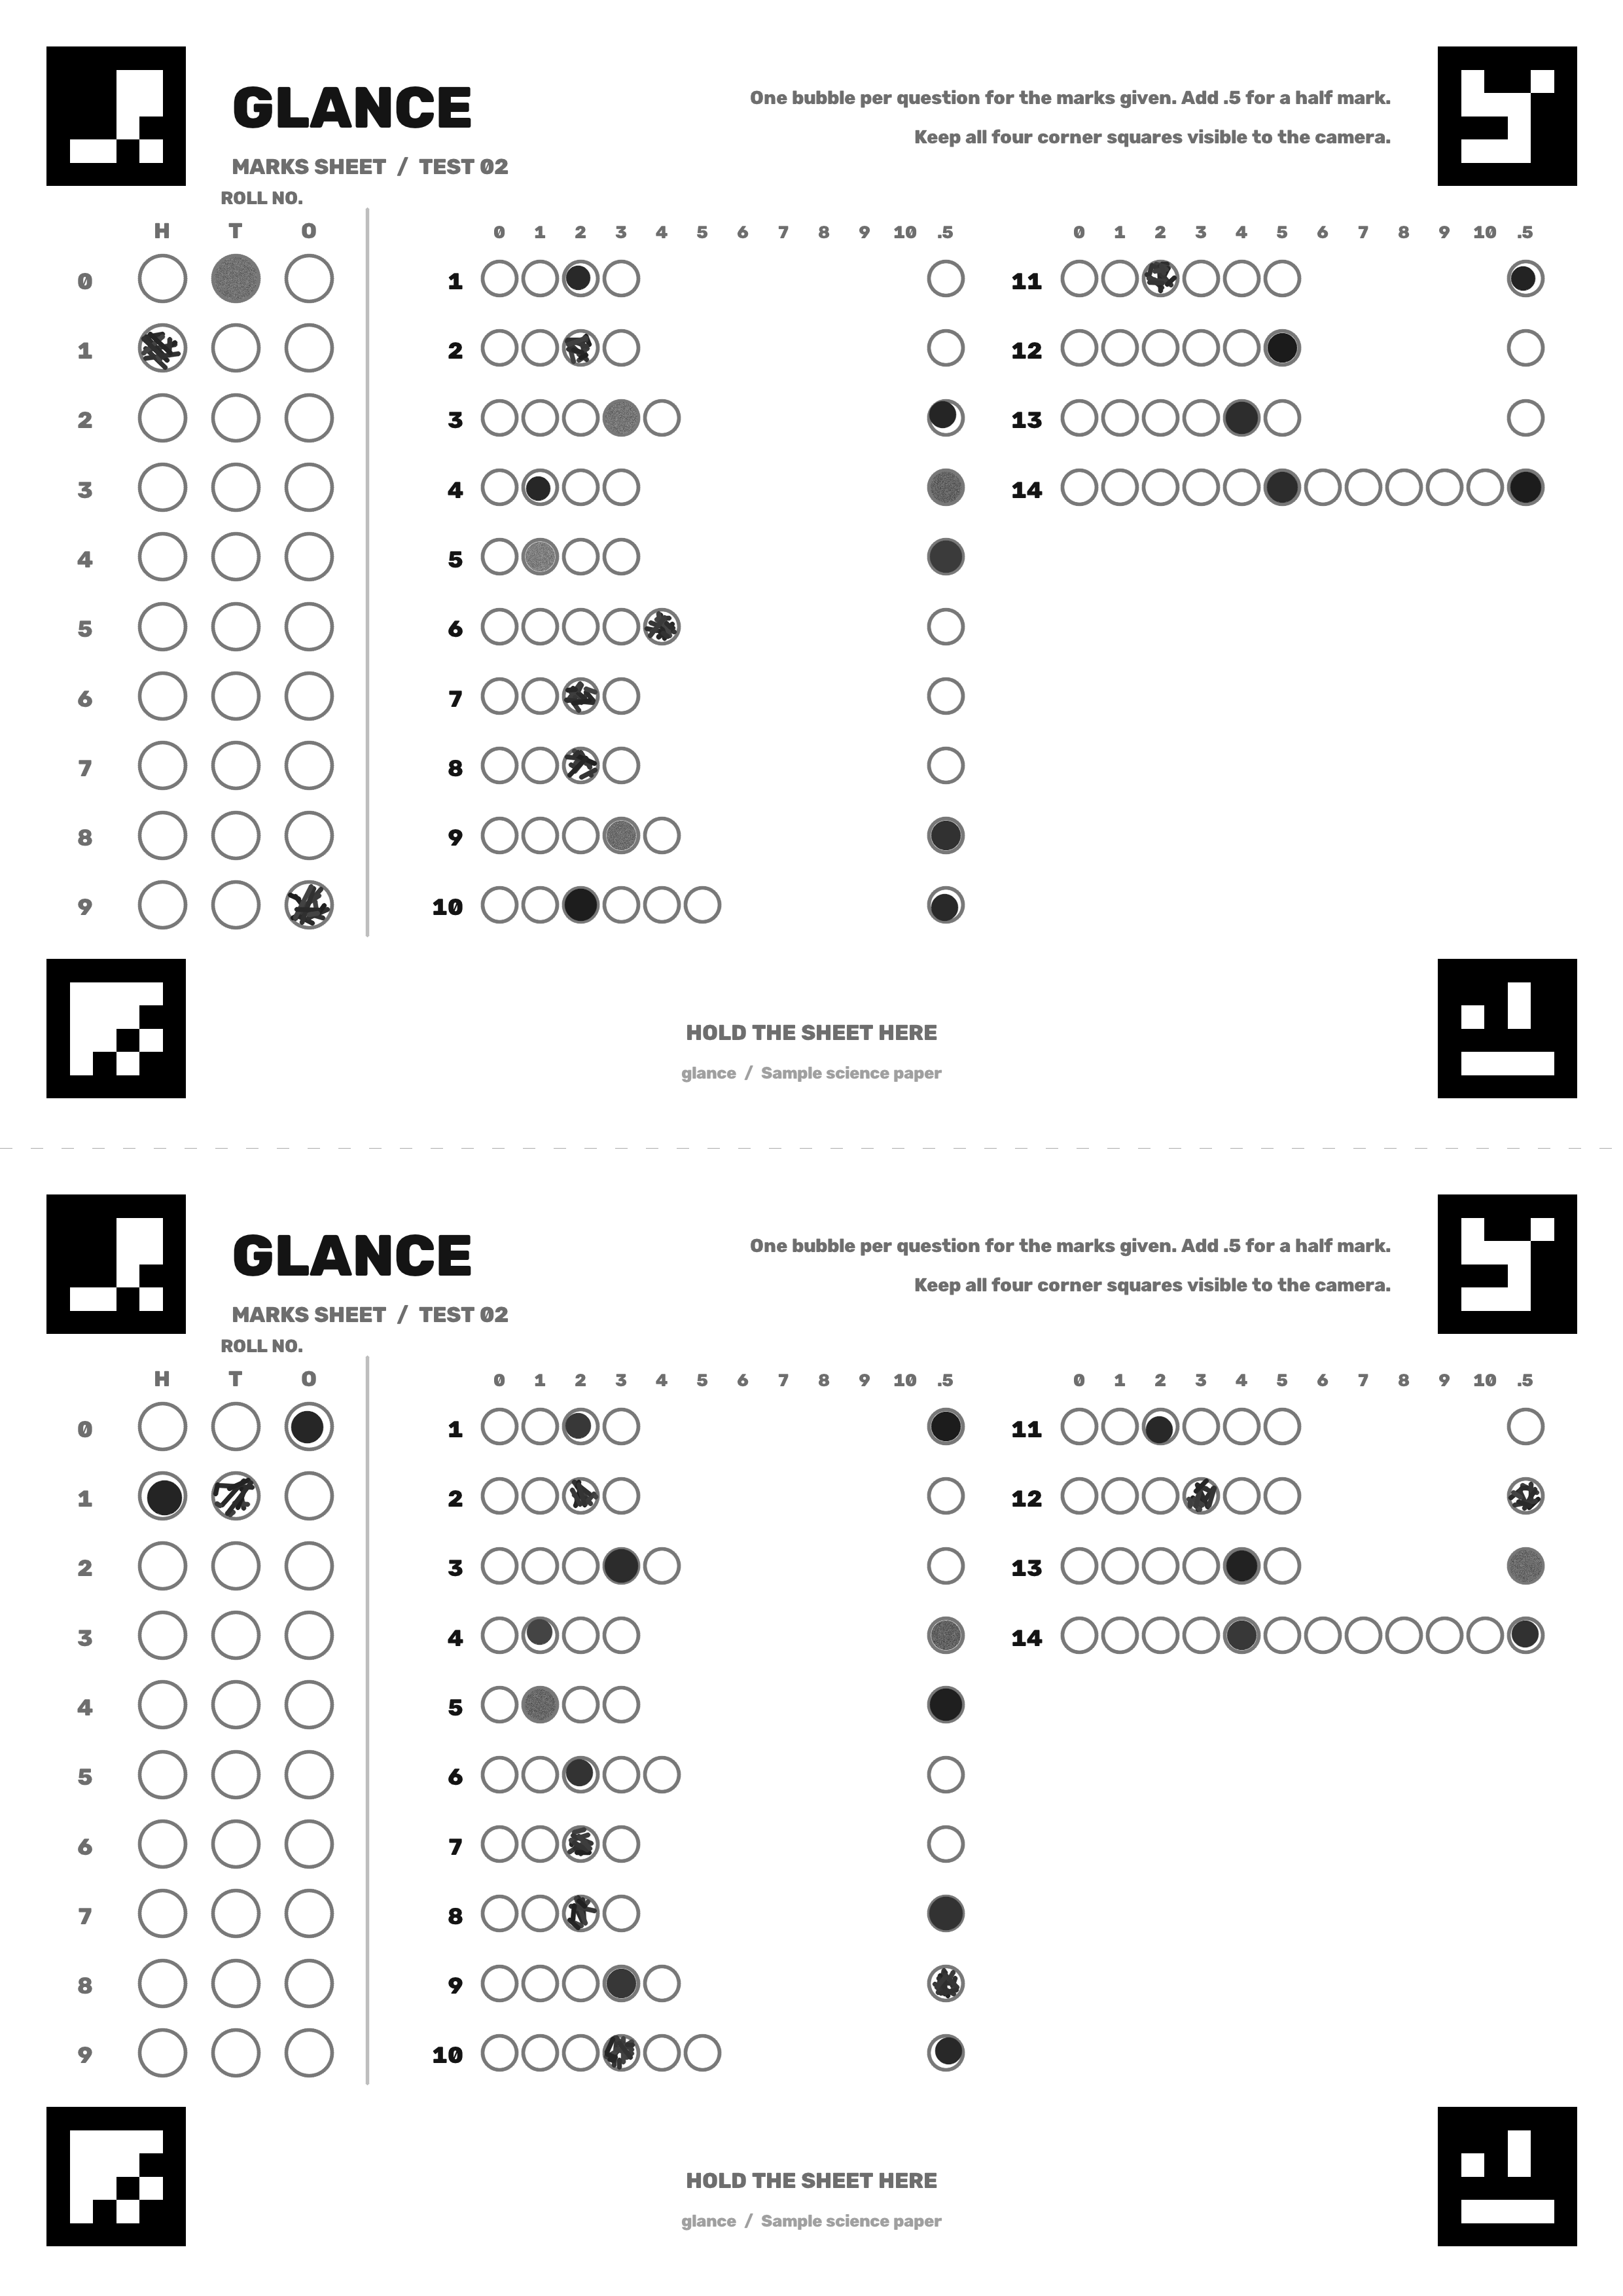 GLANCE
One bubble per question for the marks given. Add .5 for a half mark.
Keep all four corner squares visible to the camera.
MARKS SHEET / TEST 02
ROLL NO.
H T O 0 1 2 3 4 5 6 7 8 9 10 .5 0 1 2 3 4 5 6 7 8 9 10 .5
0 1 11
1 2 12
2 3 13
3 4 14
4 5
5 6
6 7
7 8
8 9
9 10
HOLD THE SHEET HERE
glance / Sample science paper
GLANCE
One bubble per question for the marks given. Add .5 for a half mark.
Keep all four corner squares visible to the camera.
MARKS SHEET / TEST 02
ROLL NO.
H T O 0 1 2 3 4 5 6 7 8 9 10 .5 0 1 2 3 4 5 6 7 8 9 10 .5
0 1 11
1 2 12
2 3 13
3 4 14
4 5
5 6
6 7
7 8
8 9
9 10
HOLD THE SHEET HERE
glance / Sample science paper